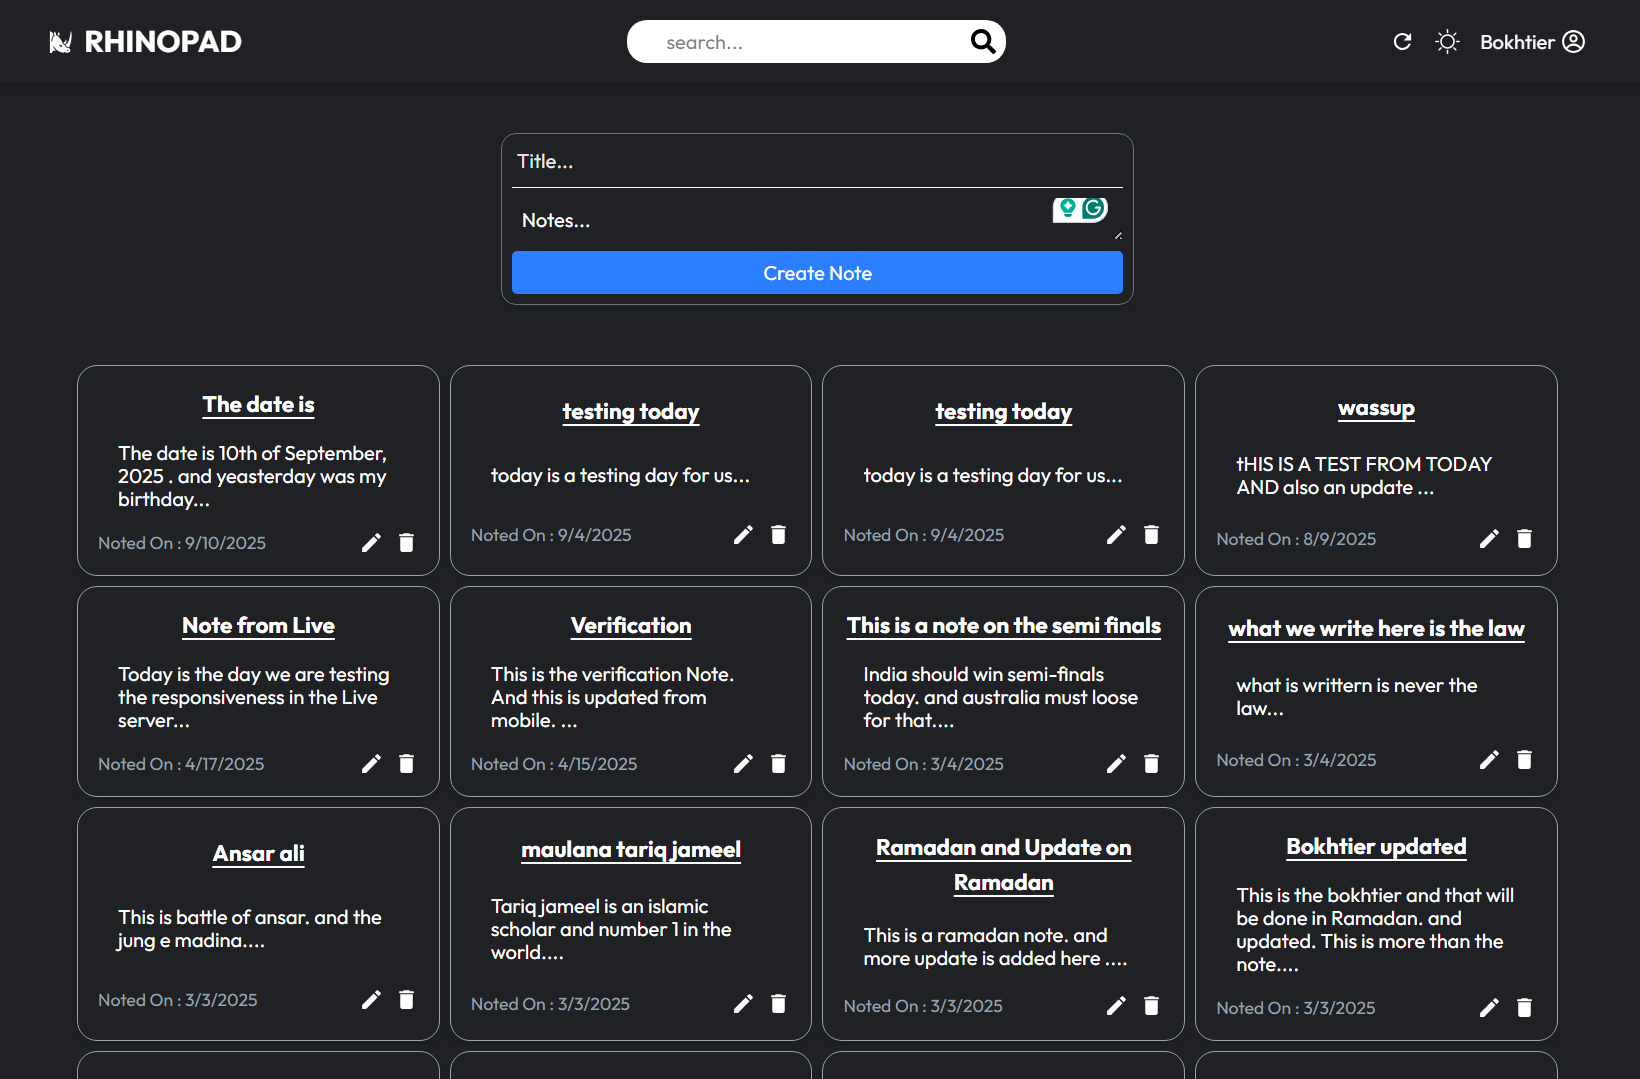 RHINOPAD
search...
Bokhtier
Title...
Notes...
Create Note
The date is
The date is 10th of September,
2025 . and yeasterday was my
birthday...
Noted On : 9/10/2025
testing today
today is a testing day for us...
Noted On : 9/4/2025
testing today
today is a testing day for us...
Noted On : 9/4/2025
wassup
tHIS IS A TEST FROM TODAY
AND also an update ...
Noted On : 8/9/2025
Note from Live
Today is the day we are testing
the responsiveness in the Live
server...
Noted On : 4/17/2025
Verification
This is the verification Note.
And this is updated from
mobile. ...
Noted On : 4/15/2025
This is a note on the semi finals
India should win semi-finals
today. and australia must loose
for that....
Noted On : 3/4/2025
what we write here is the law
what is writtern is never the
law...
Noted On : 3/4/2025
Ansar ali
This is battle of ansar. and the
jung e madina....
Noted On : 3/3/2025
maulana tariq jameel
Tariq jameel is an islamic
scholar and number 1 in the
world....
Noted On : 3/3/2025
Ramadan and Update on
Ramadan
This is a ramadan note. and
more update is added here ....
Noted On : 3/3/2025
Bokhtier updated
This is the bokhtier and that will
be done in Ramadan. and
updated. This is more than the
note....
Noted On : 3/3/2025